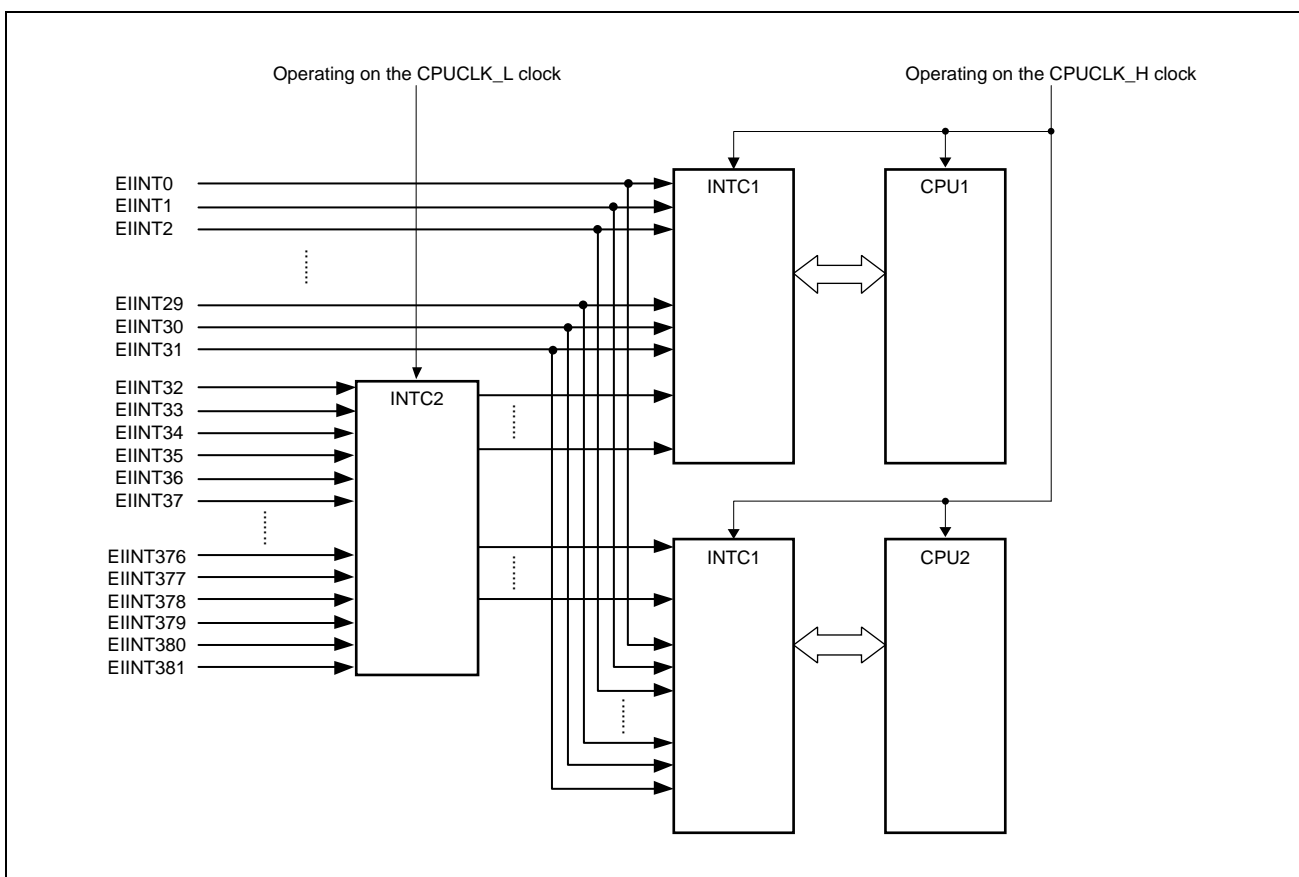 Operating on the CPUCLK_L clock
Operating on the CPUCLK_H clock
EIINT0
EIINT1
EIINT2
EIINT29
EIINT30
EIINT31
INTC1
CPU1
EIINT32
EIINT33
EIINT34
EIINT35
EIINT36
EIINT37
INTC2
EIINT376
EIINT377
EIINT378
EIINT379
EIINT380
EIINT381
INTC1
CPU2